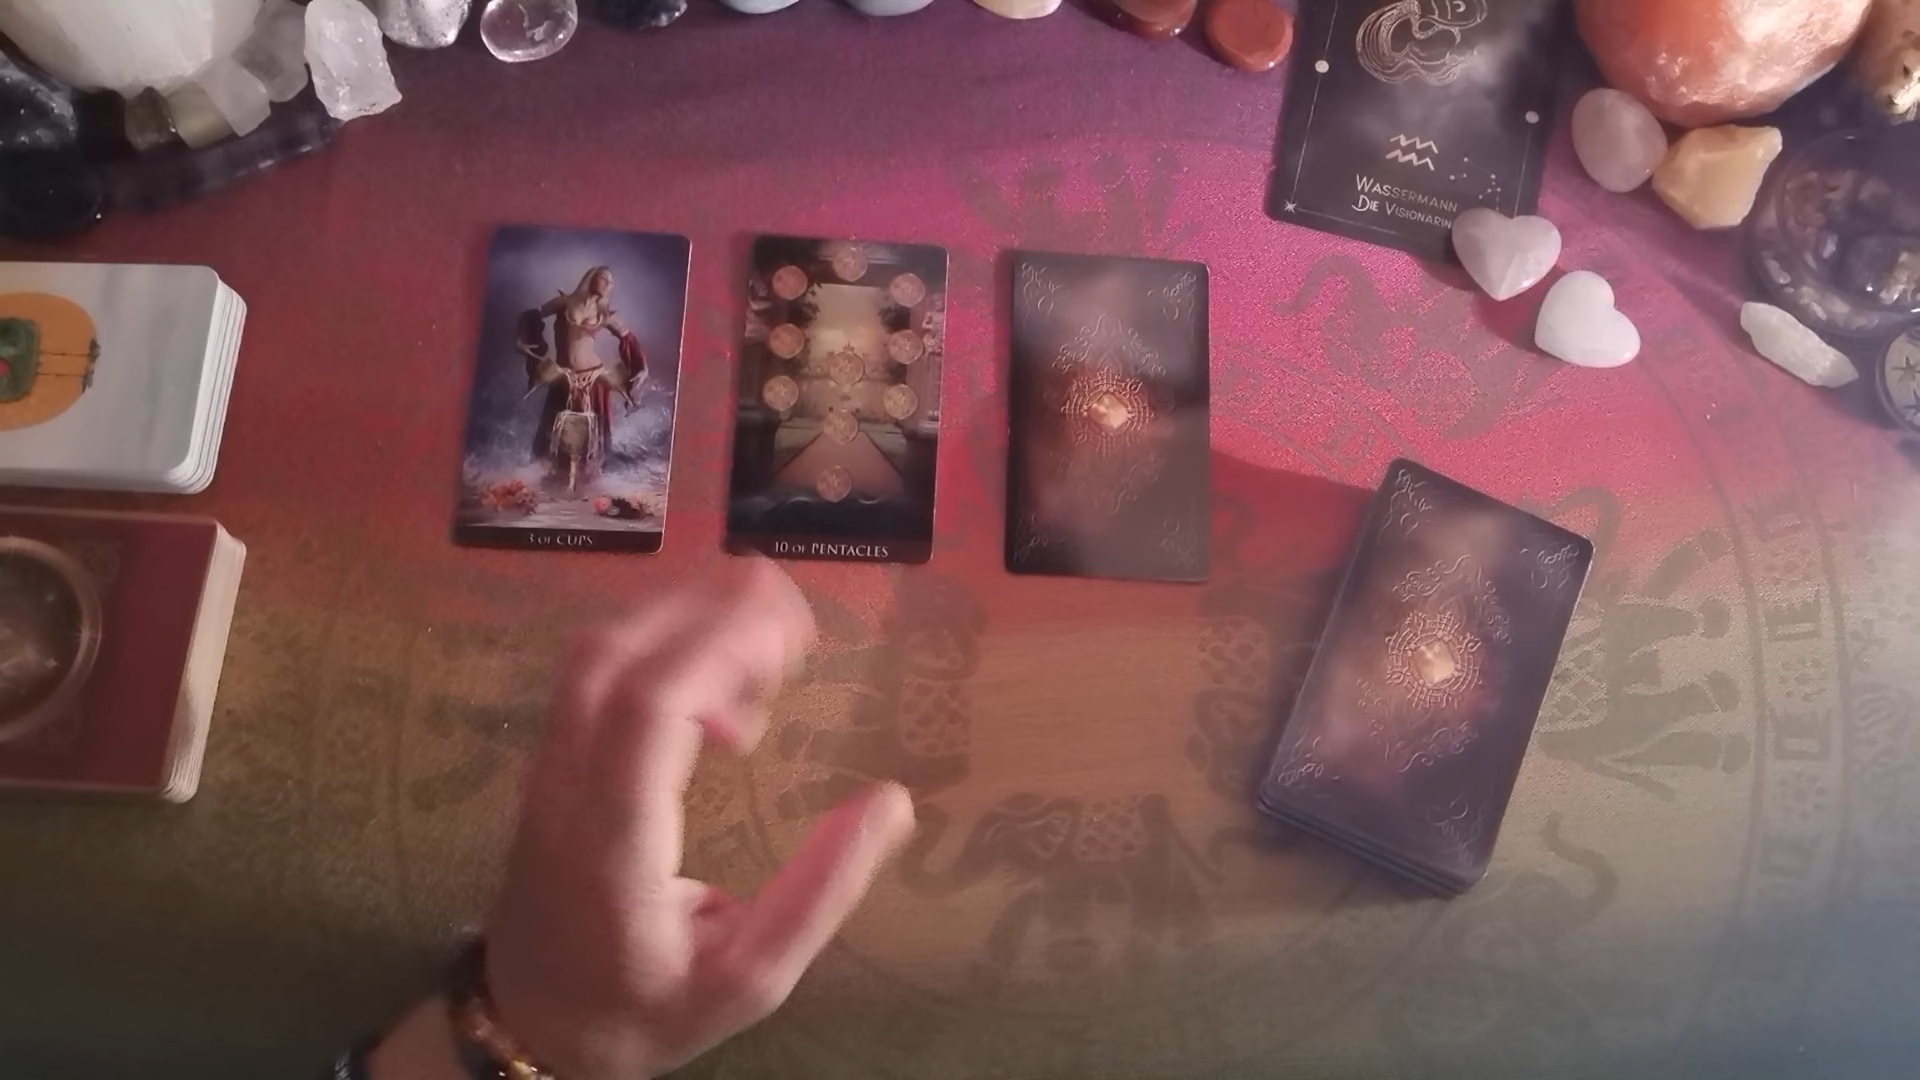 WASSERMANN
DIE VISIONARIN
3 OF CUPS
10 OF PENTACLES